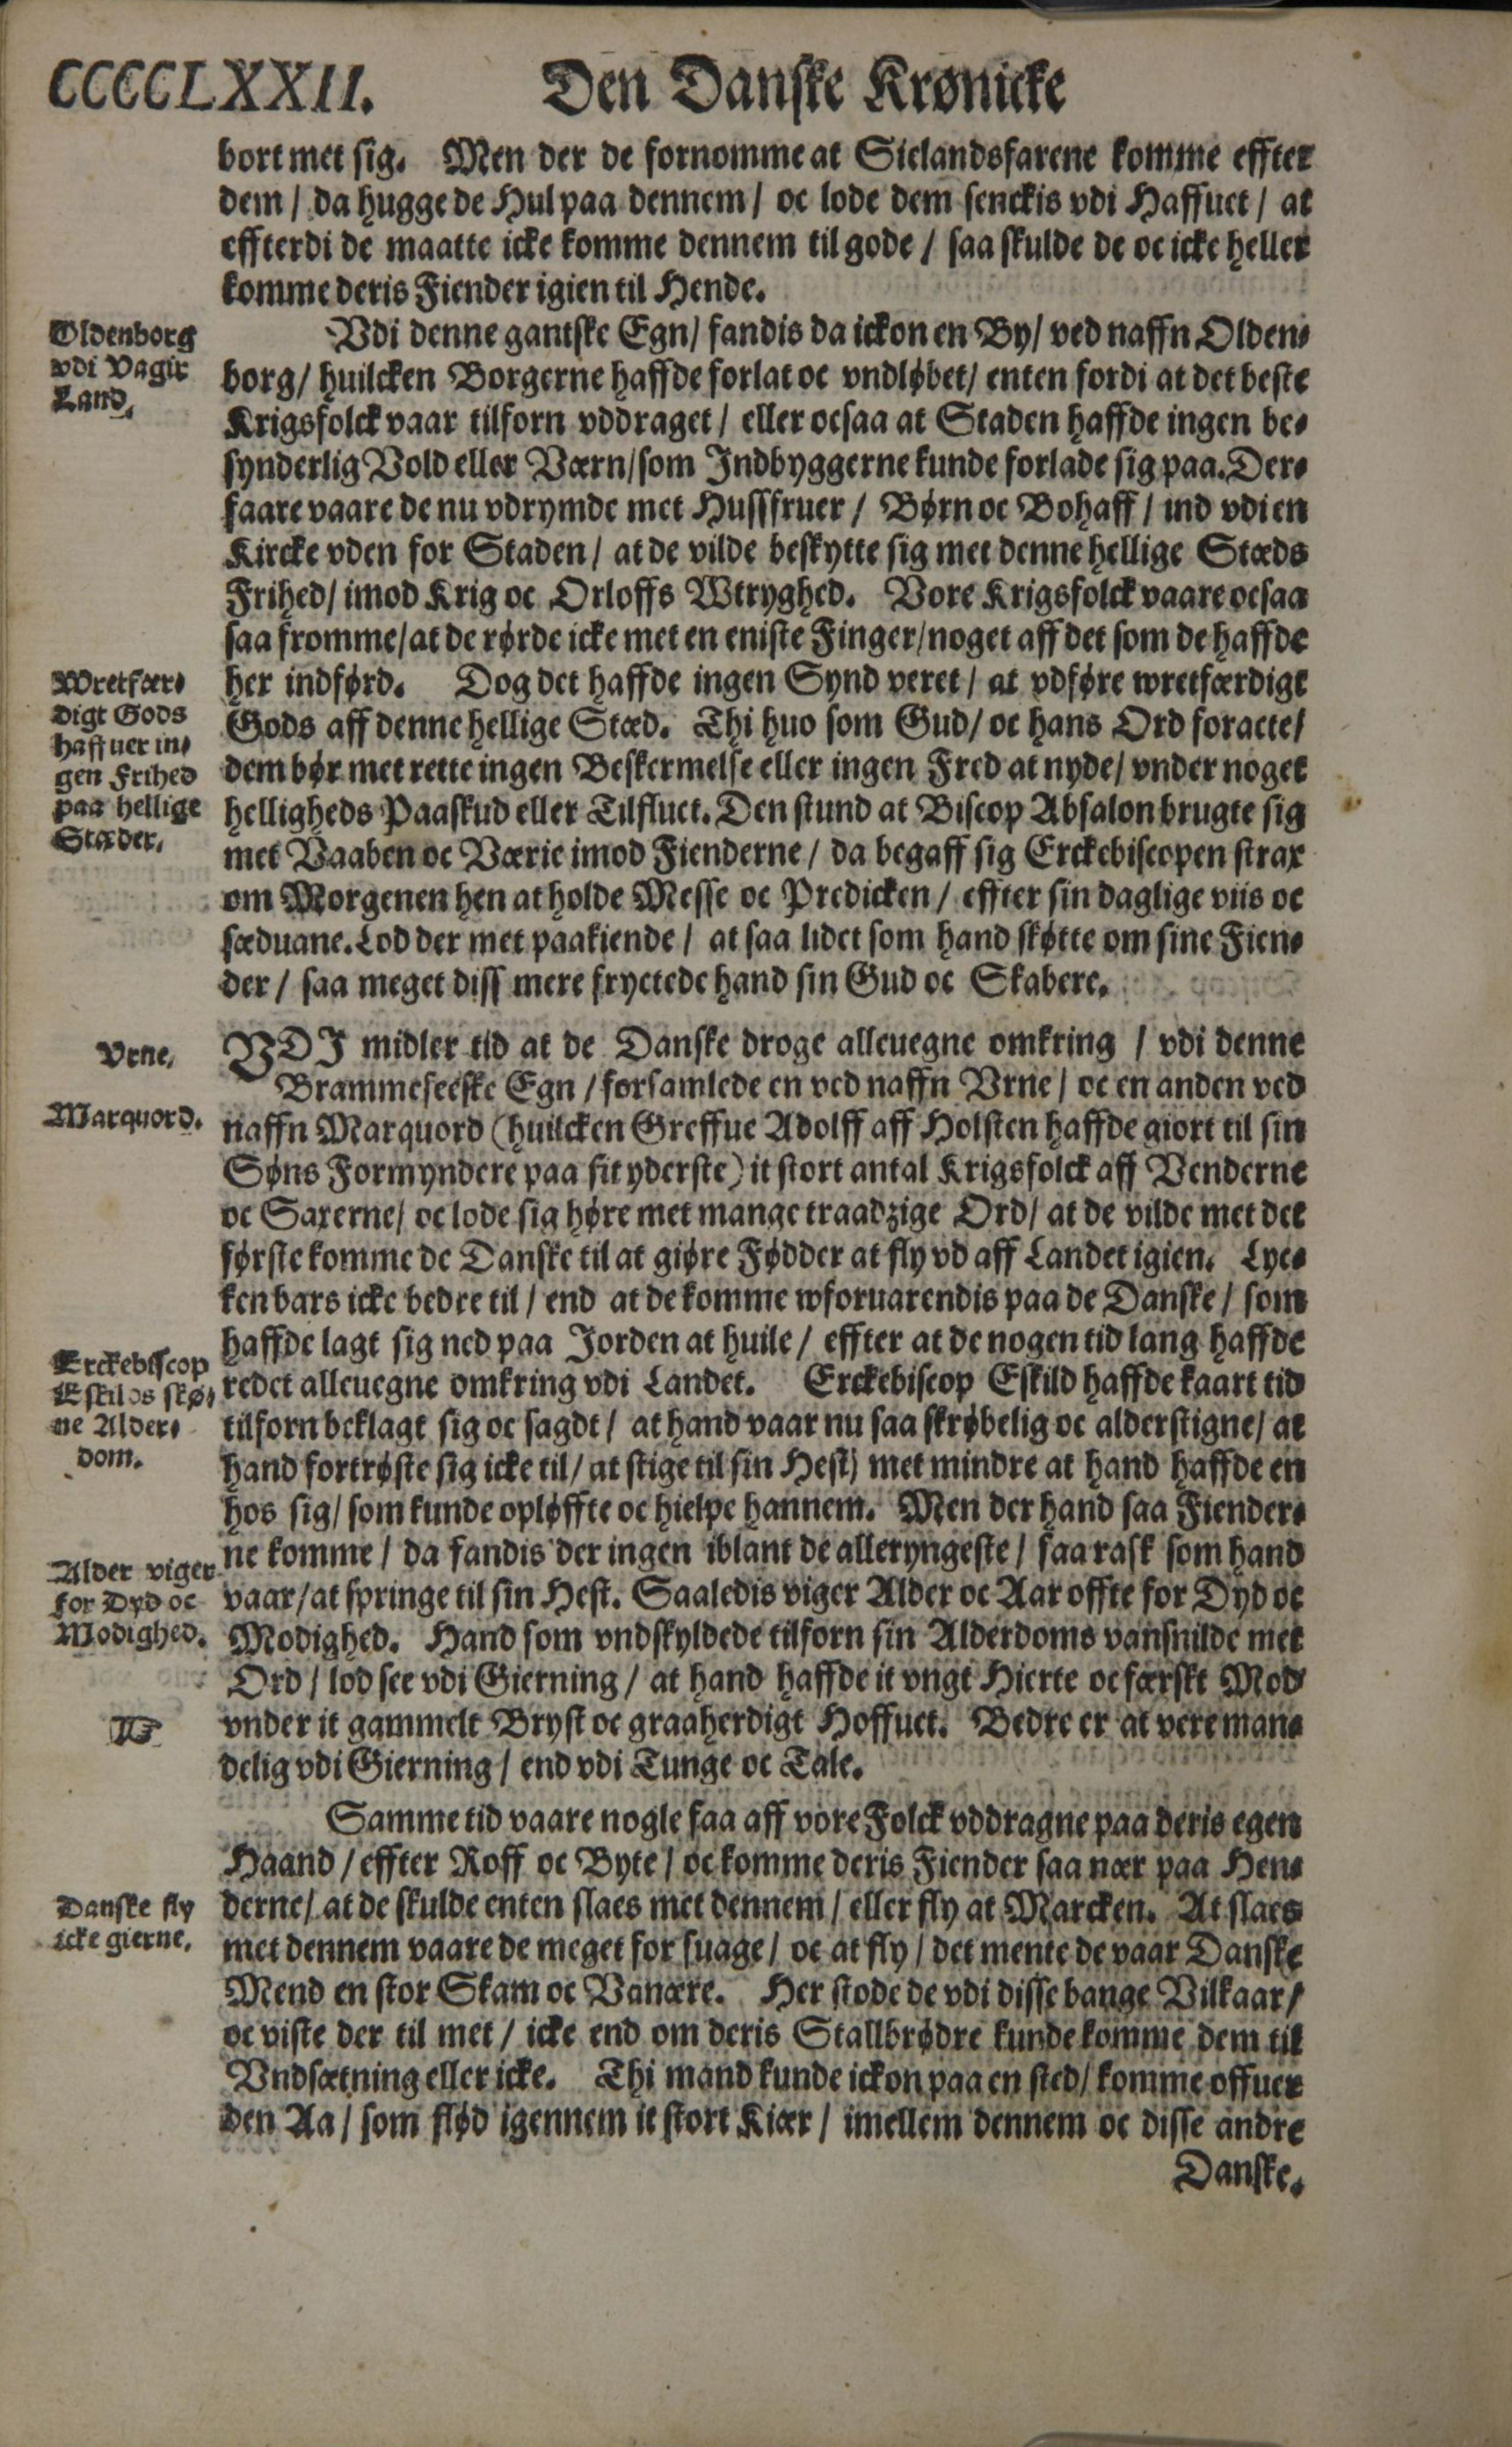 CCCCCLXXII.
Den Danske Krønicke
bort met sig. Men der de fornomme at Sielandsfarene komme effter
dem / da hugge de Hul paa dennem / oc lode dem senckis vdi Haffuet / at
effterdi de maatte icke komme dennem til gode / saa skulde de oc icke heller
komme deris Fiender igien til Hende.
Oldenborg
vdi Vagir
Land.
Vdi denne gantske Egn / fandis da ickon en By / ved naffn Olden-
borg / huilcken Borgerne haffde forlat oc vndløbet / enten fordi at det beste
Krigsfolck vaar tilforn vddraget / eller ocsaa at Staden haffde ingen be-
synderlig Vold eller Værn / som Indbyggerne kunde forlade sig paa. Der-
faare vaare de nu vdrymde met Hussfruer / Børn oc Bohaff / ind vdi en
Kircke vden for Staden / at de vilde beskytte sig met denne hellige Stæds
Frihed / imod Krig oc Orloffs Wtryghed. Vore Krigsfolck vaare ocsaa
saa fromme / at de rørde icke met en eniste Finger / noget aff det som de haffde
Wretfær-
digt Gods
haffuer in-
gen Frihed
paa hellige
Stæder.
her indførd. Dog det haffde ingen Synd veret / at vdføre wretfærdigt
Gods aff denne hellige Stæd. Thi huo som Gud / oc hans Ord foracte /
dem bør met rette ingen Beskermelse eller ingen Fred at nyde / vnder noget
helligheds Paaskud eller Tilfluct. Den stund at Biscop Absalon brugte sig
met Vaaben oc Værie imod Fienderne / da begaff sig Erckebiscopen strax
om Morgenen hen at holde Messe oc Predicken / effter sin daglige viis oc
sæduane. Lod der met paakiende / at saa lidet som hand skøtte om sine Fien-
der / saa meget diss mere fryctede hand sin Gud oc Skabere.
Vrne.
VDI midler tid at de Danske droge alleuegne omkring / vdi denne
Brammeseeske Egn / forsamlede en ved naffn Vrne / oc en anden ved
Marquord.
naffn Marquord (huilcken Greffue Adolff aff Holsten haffde giort til sin
Søns Formyndere paa sit yderste) it stort antal Krigsfolck aff Venderne
oc Saxerne / oc lode sig høre met mange traadzige Ord / at de vilde met det
første komme de Danske til at giøre Fødder at fly vd aff Landet igien. Lyc-
ken bars icke bedre til / end at de komme wforuarendis paa de Danske / som
haffde lagt sig ned paa Jorden at huile / effter at de nogen tid lang haffde
Erckebiscop
Eskilds skø-
ne Alder-
dom.
redet alleuegne omkring vdi Landet. Erckebiscop Eskild haffde kaart tid
tilforn beklagt sig oc sagdt / at hand vaar nu saa skrøbelig oc alderstigne / at
hand fortrøste sig icke til / at stige til sin Hest) met mindre at hand haffde en
hos sig / som kunde opløffte oc hielpe hannem. Men der hand saa Fiender-
Alder viger
for Dyd oc
Modighed.
ne komme / da fandis der ingen iblant de alleryngeste / saa rask som hand
vaar / at springe til sin Hest. Saaledis viger Alder oc Aar offte for Dyd oc
Modighed. Hand som vndskyldede tilforn sin Alderdoms vansnilde met
Ord / lod see vdi Gierning / at hand haffde it vngt Hierte oc færskt Mod
☞ vnder it gammelt Bryst oc graaherdigt Hoffuet. Bedre er at vere man-
delig vdi Gierning / end vdi Tunge oc Tale.
Samme tid vaare nogle faa aff vore Folck vddragne paa deris egen
Haand / effter Roff oc Byte / oc komme deris Fiender saa nær paa Hen-
Danske fly
icke gierne.
derne / at de skulde enten slaes met dennem / eller fly at Marcken. At slaes
met dennem vaare de meget for suage / oc at fly / det mente de vaar Danske
Mend en stor Skam oc Vanære. Her stode de vdi disse bange Vilkaar /
oc viste der til met / icke end om deris Stallbrødre kunde komme dem til
Vndsætning eller icke. Thi mand kunde ickon paa en sted / komme offuer
den Aa / som flød igennem it stort Kiær / imellem dennem oc disse andre
Danske.